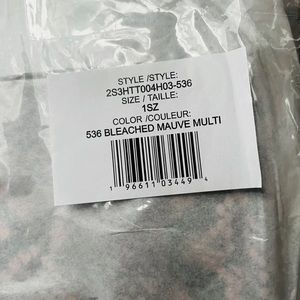 STYLE /STYLE:
2S3HTT004H03-536
SIZE / TAILLE:
1SZ
COLOR /COULEUR:
536 BLEACHED MAUVE MULTI
1 96611 03449 4